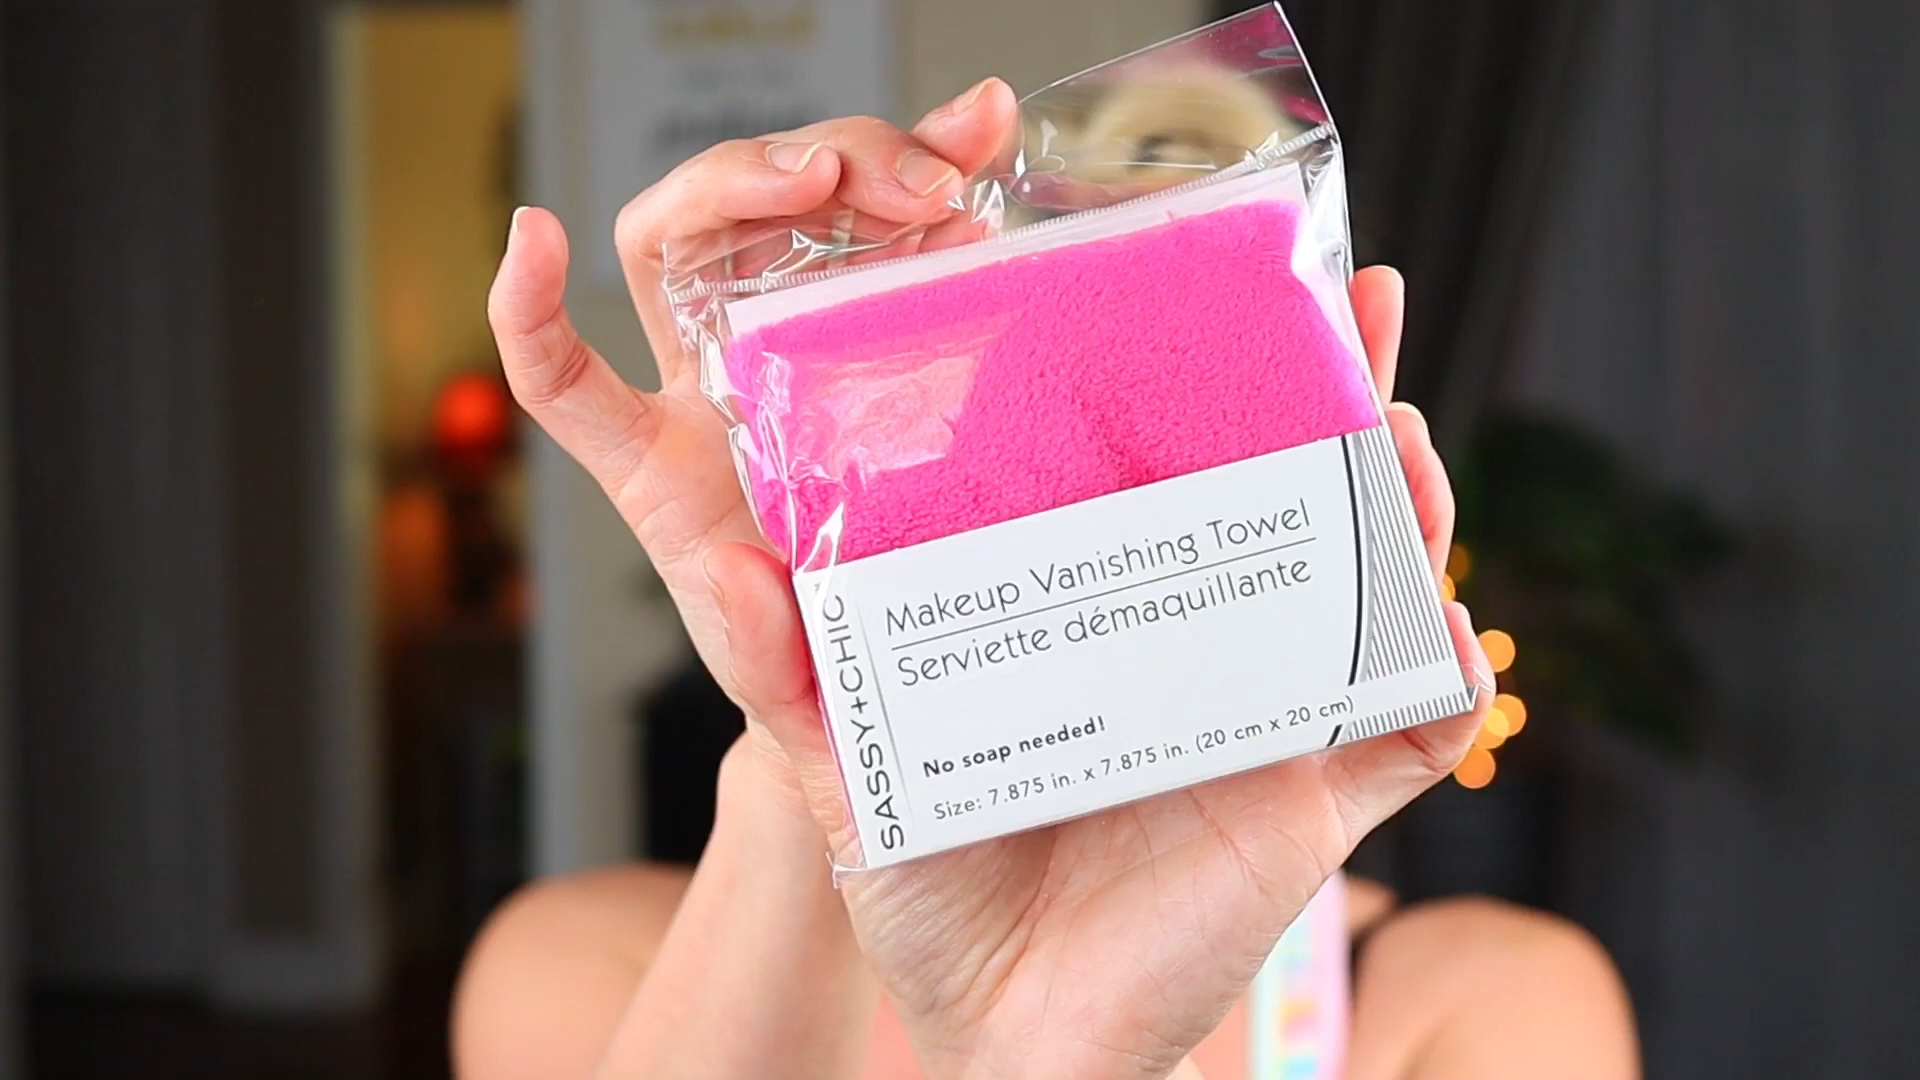 SASSY+CHIC
Makeup Vanishing Towel
Serviette démaquillante
No soap needed!
Size: 7.875 in. x 7.875 in. (20 cm x 20 cm)